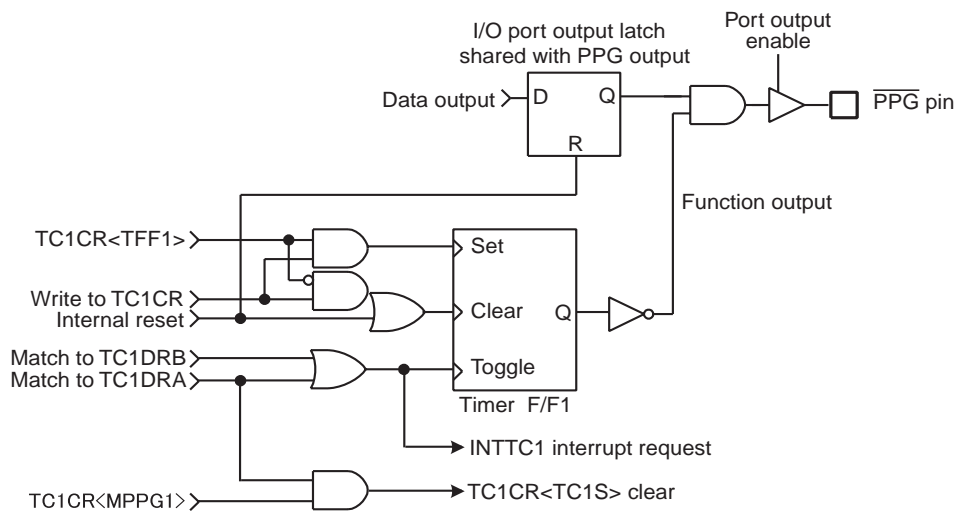 I/O port output latch
shared with PPG output
Port output
enable
Data output
D
Q
R
PPG pin
Function output
TC1CR<TFF1>
Set
Write to TC1CR
Internal reset
Clear
Q
Match to TC1DRB
Match to TC1DRA
Toggle
Timer F/F1
INTTC1 interrupt request
TC1CR<MPPG1>
TC1CR<TC1S> clear